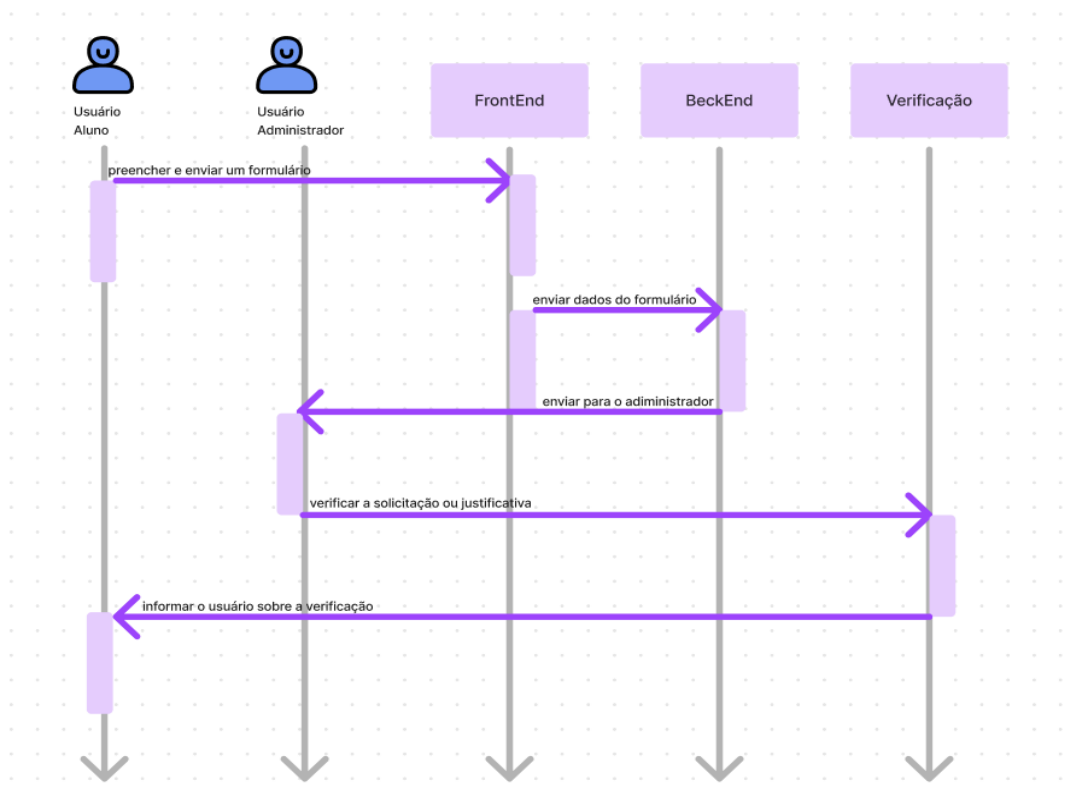 Usuário
Aluno
Usuário
Administrador
FrontEnd
BeckEnd
Verificação
preencher e enviar um formulário
enviar dados do formulário
enviar para o adiministrador
verificar a solicitação ou justificativa
informar o usuário sobre a verificação